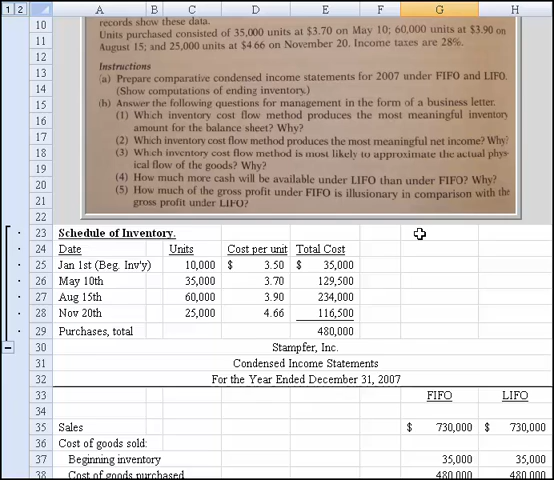 1 2
A B C D E F G H
10 records show these data.
11 Units purchased consisted of 35,000 units at $3.70 on May 10; 60,000 units at $3.90 on
August 15; and 25,000 units at $4.66 on November 20. Income taxes are 28%.
12
13 Instructions
(a) Prepare comparative condensed income statements for 2007 under FIFO and LIFO.
14 (Show computations of ending inventory.)
15 (b) Answer the following questions for management in the form of a business letter.
16 (1) Which inventory cost flow method produces the most meaningful inventory
amount for the balance sheet? Why?
17 (2) Which inventory cost flow method produces the most meaningful net income? Why?
18 (3) Which inventory cost flow method is most likely to approximate the actual phys-
19 ical flow of the goods? Why?
20 (4) How much more cash will be available under LIFO than under FIFO? Why?
21 (5) How much of the gross profit under FIFO is illusionary in comparison with the
gross profit under LIFO?
22
23 Schedule of Inventory.
24 Date Units Cost per unit Total Cost
25 Jan 1st (Beg. Inv'y) 10,000 $ 3.50 $ 35,000
26 May 10th 35,000 3.70 129,500
27 Aug 15th 60,000 3.90 234,000
28 Nov 20th 25,000 4.66 116,500
29 Purchases, total 480,000
30 Stampfer, Inc.
31 Condensed Income Statements
32 For the Year Ended December 31, 2007
33 FIFO LIFO
34
35 Sales $ 730,000 $ 730,000
36 Cost of goods sold:
37 Beginning inventory 35,000 35,000
38 Cost of goods purchased 480,000 480,000